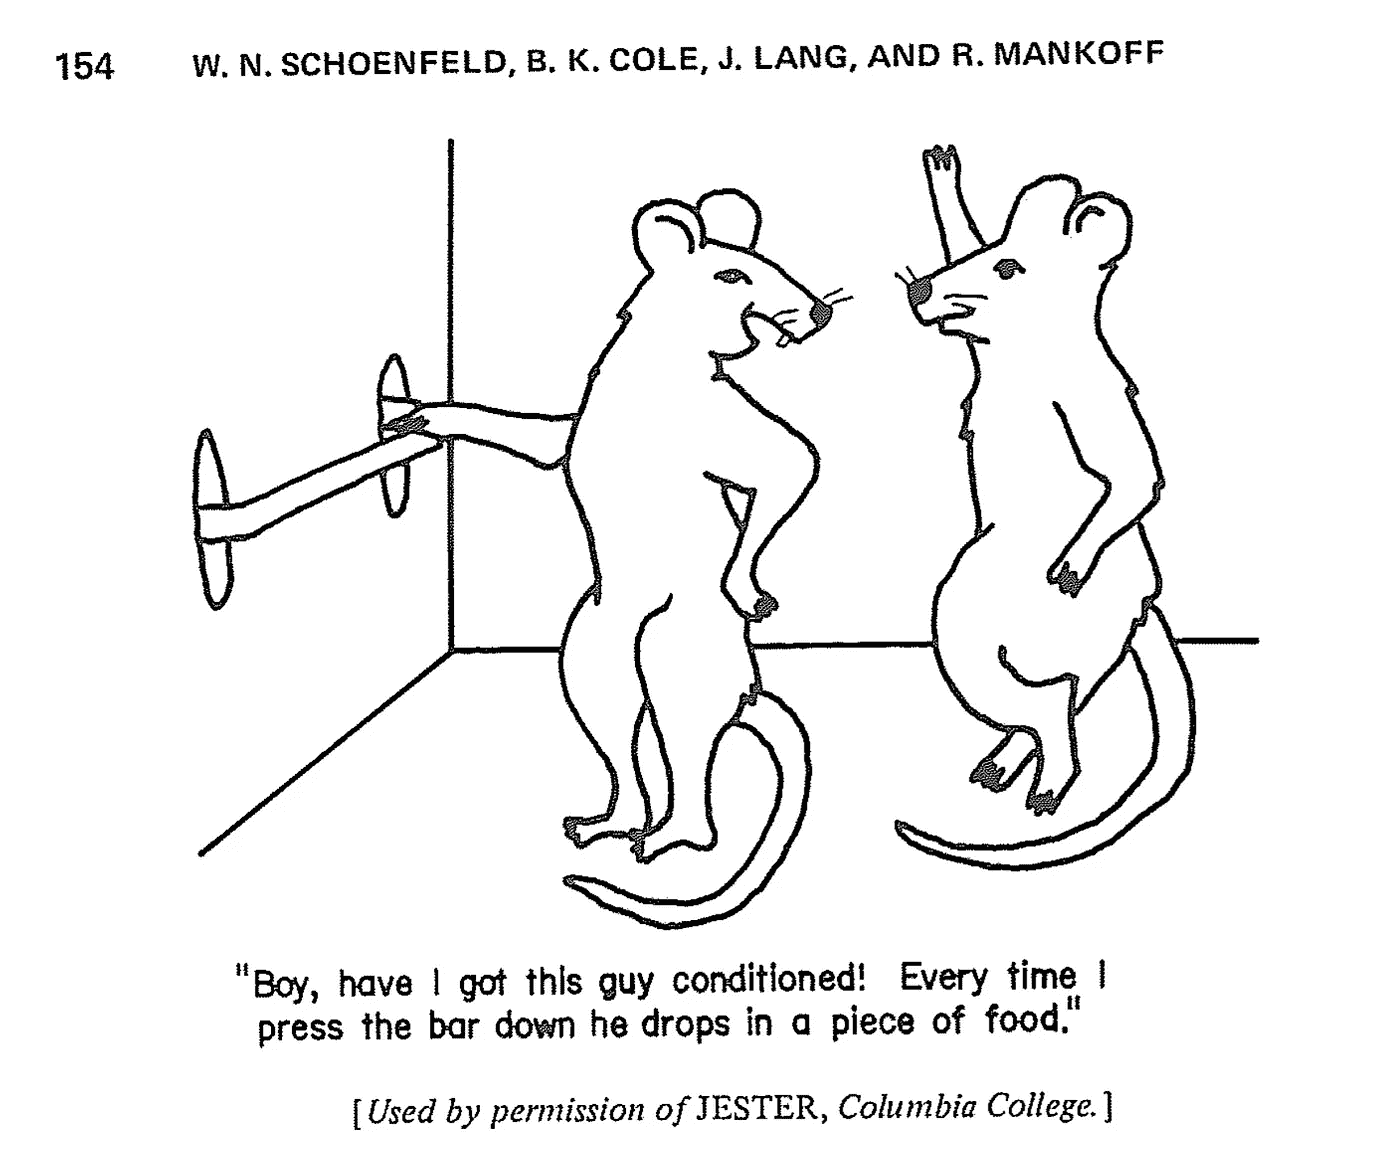 154 W. N. SCHOENFELD, B. K. COLE, J. LANG, AND R. MANKOFF
"Boy, have I got this guy conditioned! Every time I
press the bar down he drops in a piece of food."
[Used by permission of JESTER, Columbia College.]